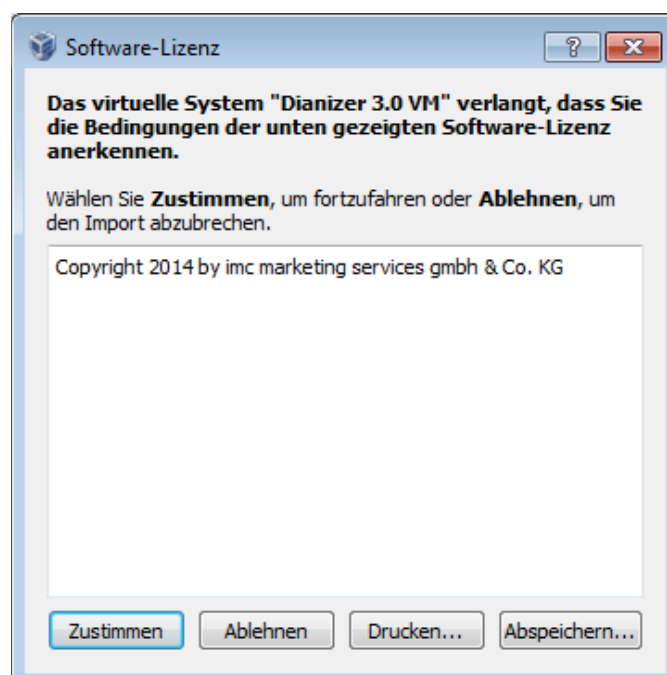 Software-Lizenz
Das virtuelle System "Dianizer 3.0 VM" verlangt, dass Sie
die Bedingungen der unten gezeigten Software-Lizenz
anerkennen.
Wählen Sie Zustimmen, um fortzufahren oder Ablehnen, um
den Import abzubrechen.
Copyright 2014 by imc marketing services gmbh & Co. KG
Zustimmen Ablehnen Drucken... Abspeichern...